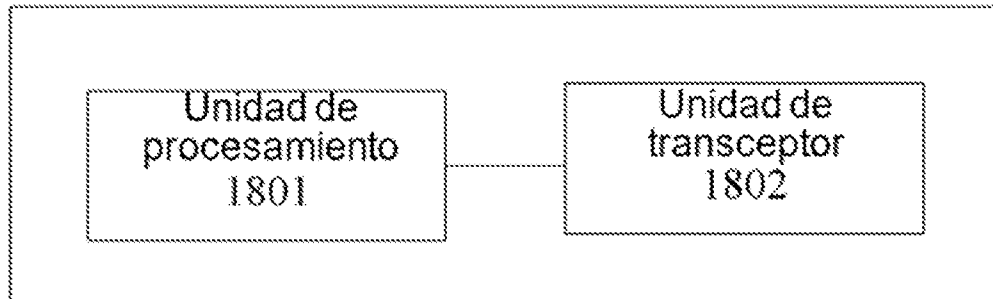 Unidad de
procesamiento
1801
Unidad de
transceptor
1802